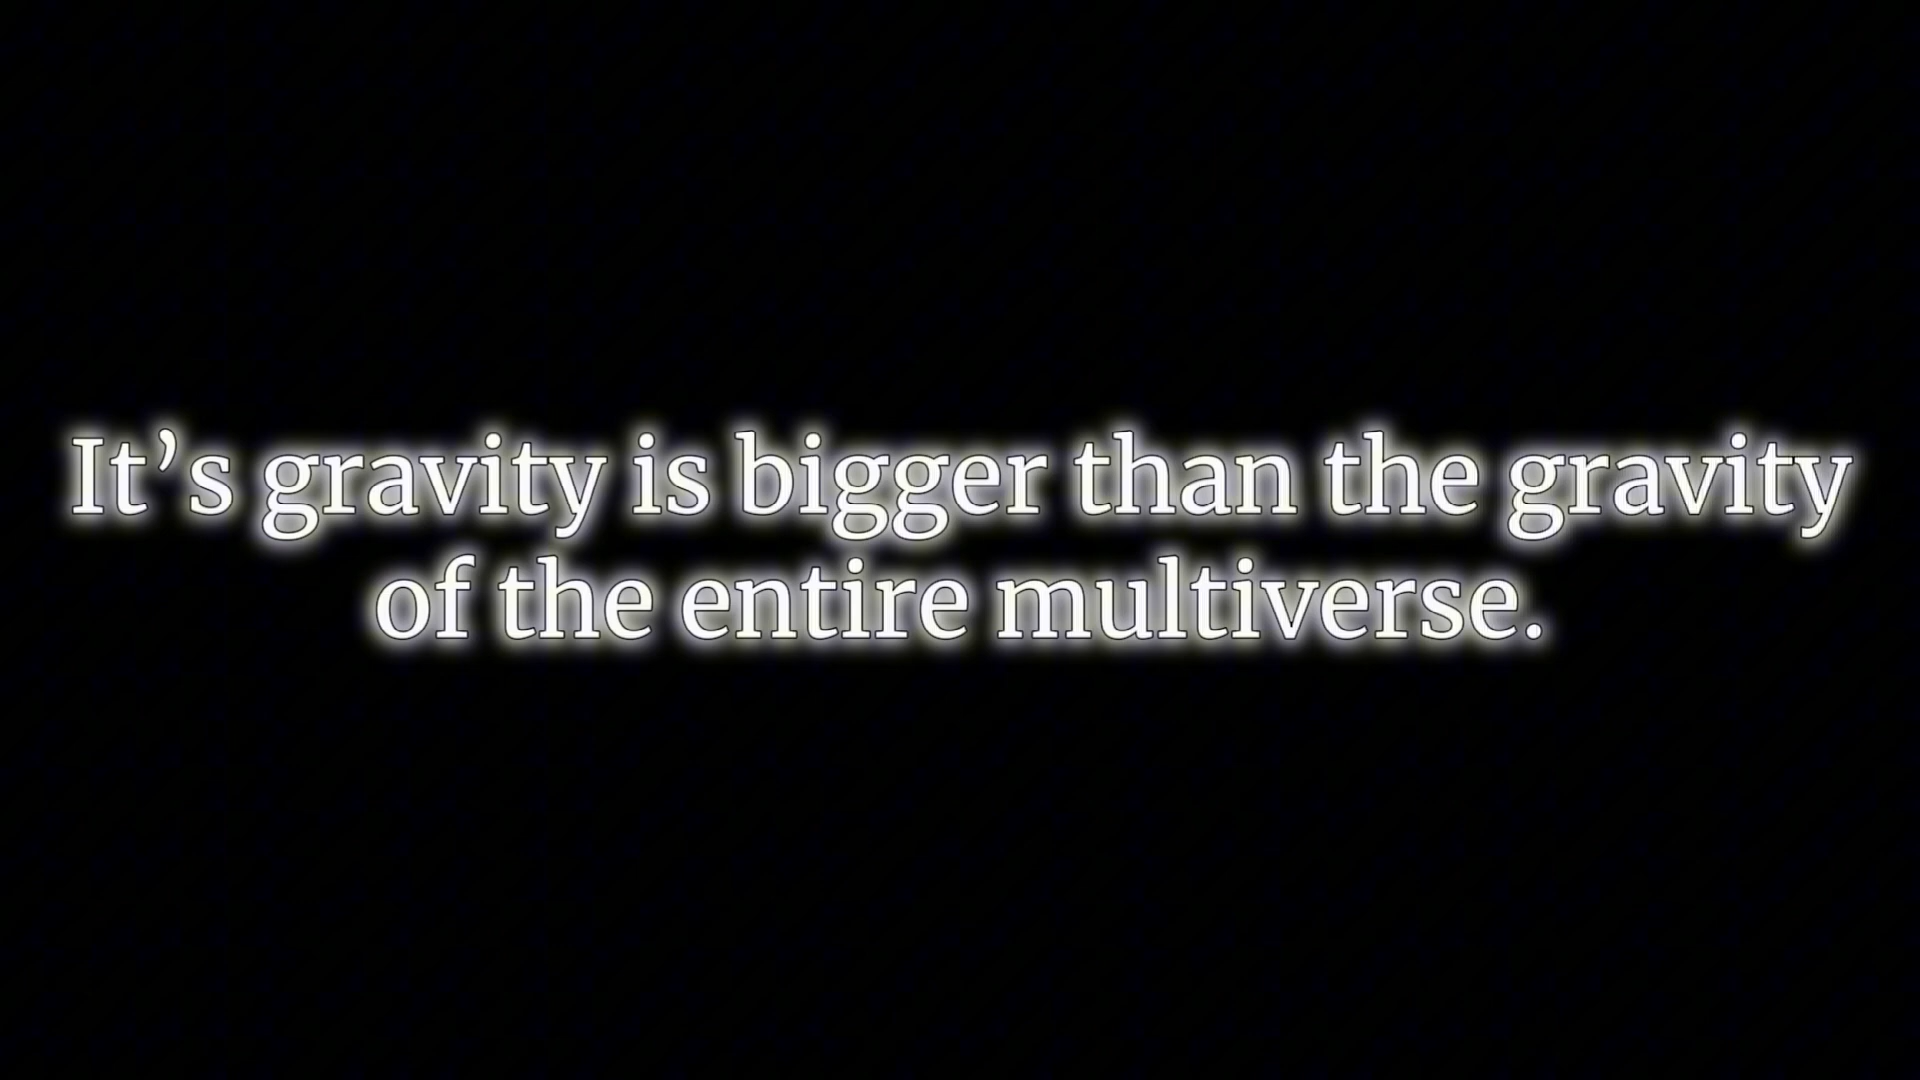 It’s gravity is bigger than the gravity
of the entire multiverse.